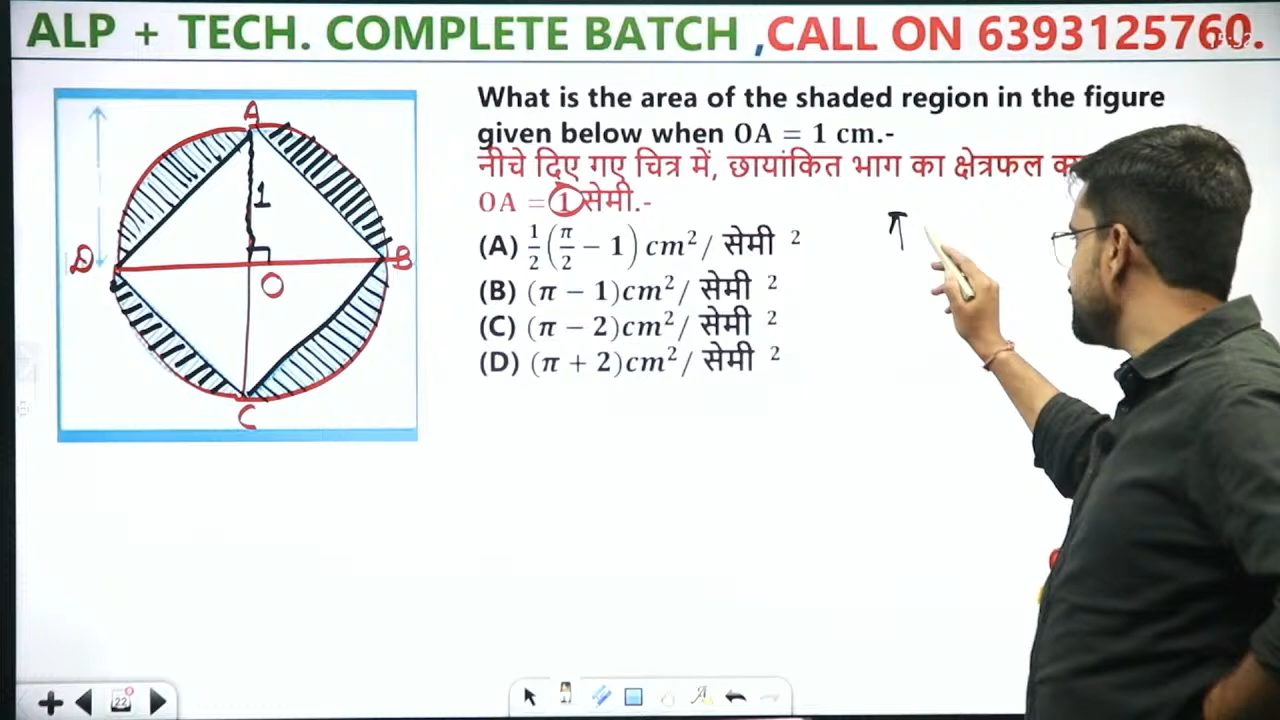 ALP + TECH. COMPLETE BATCH ,CALL ON 6393125760.
What is the area of the shaded region in the figure
given below when OA = 1 cm.-
नीचे दिए गए चित्र में, छायांकित भाग का क्षेत्रफल
OA = 1 सेमी.-
(A) 1/2 (π/2 − 1) cm² / सेमी ²
(B) (π − 1)cm² / सेमी ²
(C) (π − 2)cm² / सेमी ²
(D) (π + 2)cm² / सेमी ²
A
1
D
B
O
C
π
22